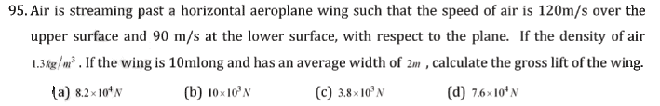 95. Air is streaming past a horizontal aeroplane wing such that the speed of air is 120m/s over the
upper surface and 90 m/s at the lower surface, with respect to the plane. If the density of air
1.3kg/m³ . If the wing is 10mlong and has an average width of 2m , calculate the gross lift of the wing.
(a) 8.2×10⁴N (b) 10×10³N (c) 3.8×10³N (d) 7.6×10⁴N